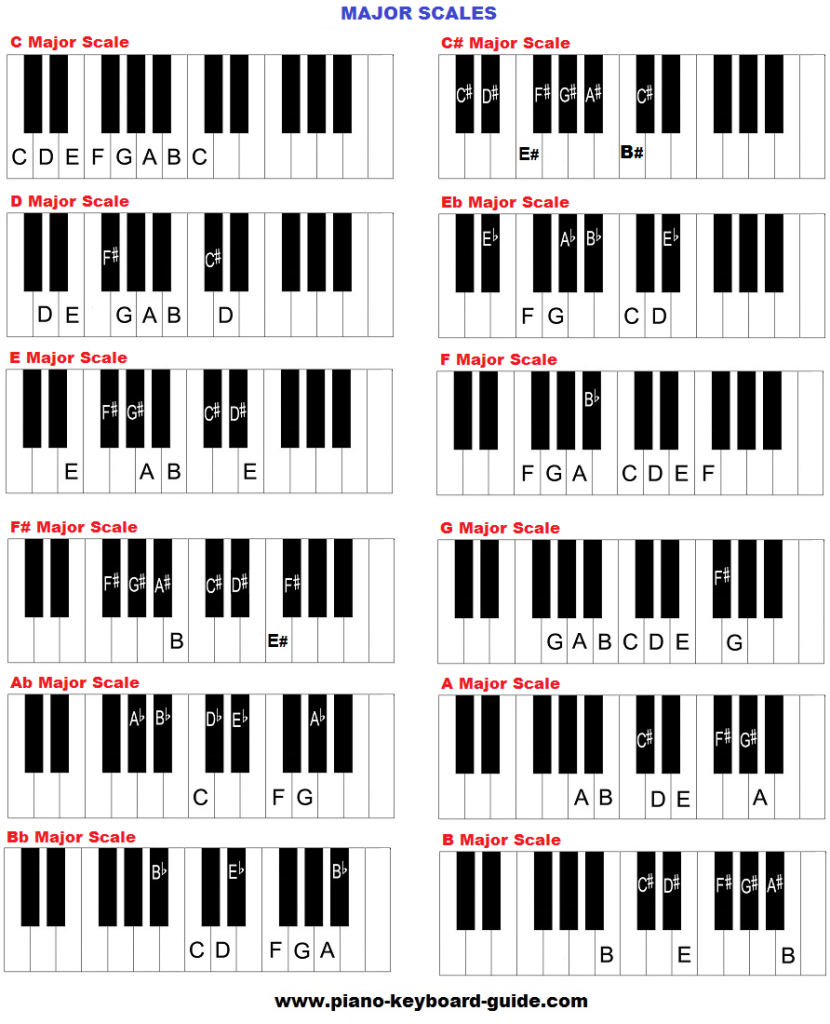 MAJOR SCALES
C Major Scale
C D E F G A B C
C# Major Scale
C# D# F# G# A# C#
E# B#
D Major Scale
F# C#
D E G A B D
Eb Major Scale
E♭ A♭ B♭ E♭
F G C D
E Major Scale
F# G# C# D#
E A B E
F Major Scale
B♭
F G A C D E F
F# Major Scale
F# G# A# C# D# F#
B E#
G Major Scale
F#
G A B C D E G
Ab Major Scale
A♭ B♭ D♭ E♭ A♭
C F G
A Major Scale
C# F# G#
A B D E A
Bb Major Scale
B♭ E♭ B♭
C D F G A
B Major Scale
C# D# F# G# A#
B E B
www.piano-keyboard-guide.com